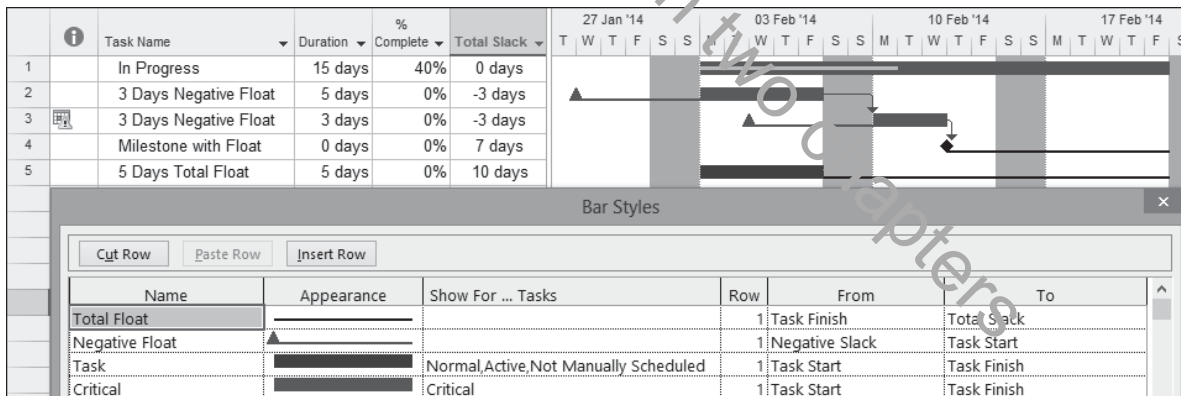 27 Jan '14 03 Feb '14 10 Feb '14 17 Feb '14
Task Name Duration % Complete Total Slack T W T F S S M T W T F S S M T W T F S S M T W T F S
1 In Progress 15 days 40% 0 days
2 3 Days Negative Float 5 days 0% -3 days
3 3 Days Negative Float 3 days 0% -3 days
4 Milestone with Float 0 days 0% 7 days
5 5 Days Total Float 5 days 0% 10 days
Bar Styles
Cut Row Paste Row Insert Row
Name Appearance Show For ... Tasks Row From To
Total Float 1 Task Finish Total Slack
Negative Float 1 Negative Slack Task Start
Task Normal,Active,Not Manually Scheduled 1 Task Start Task Finish
Critical Critical 1 Task Start Task Finish
two chapters